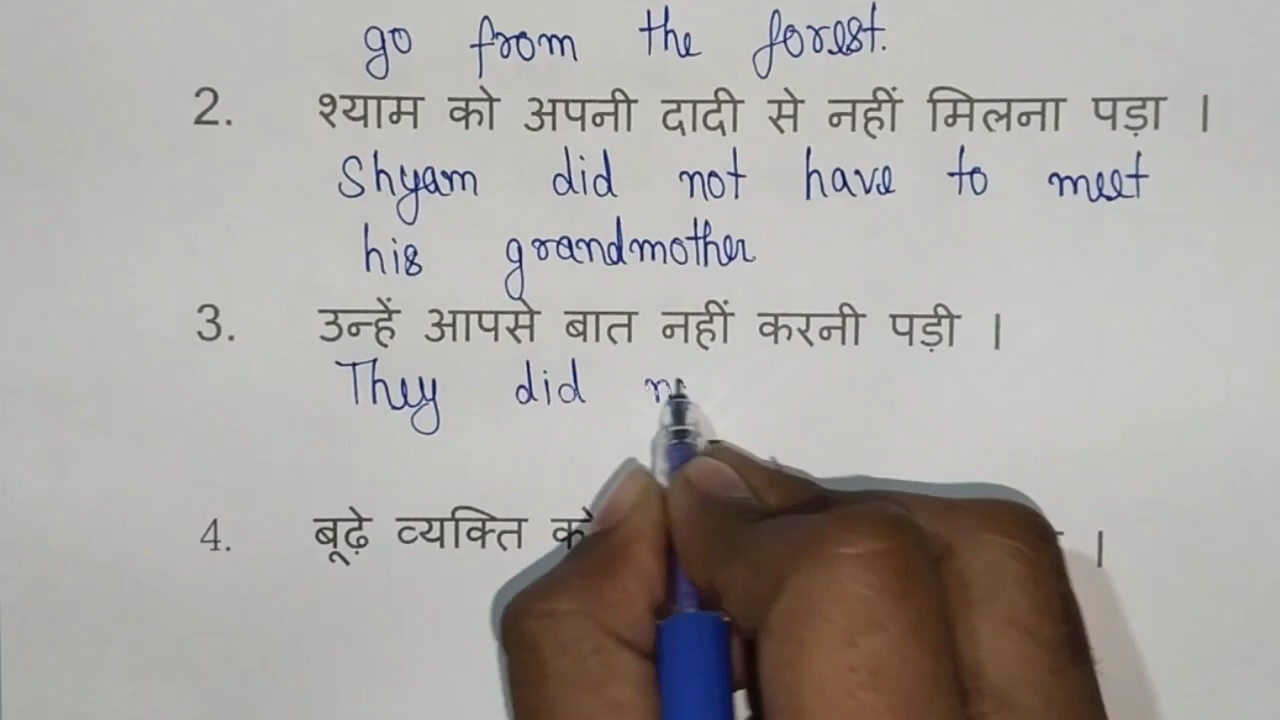 go from the forest.
2. श्याम को अपनी दादी से नहीं मिलना पड़ा ।
Shyam did not have to meet
his grandmother
3. उन्हें आपसे बात नहीं करनी पड़ी ।
They did
4. बूढ़े व्यक्ति ।